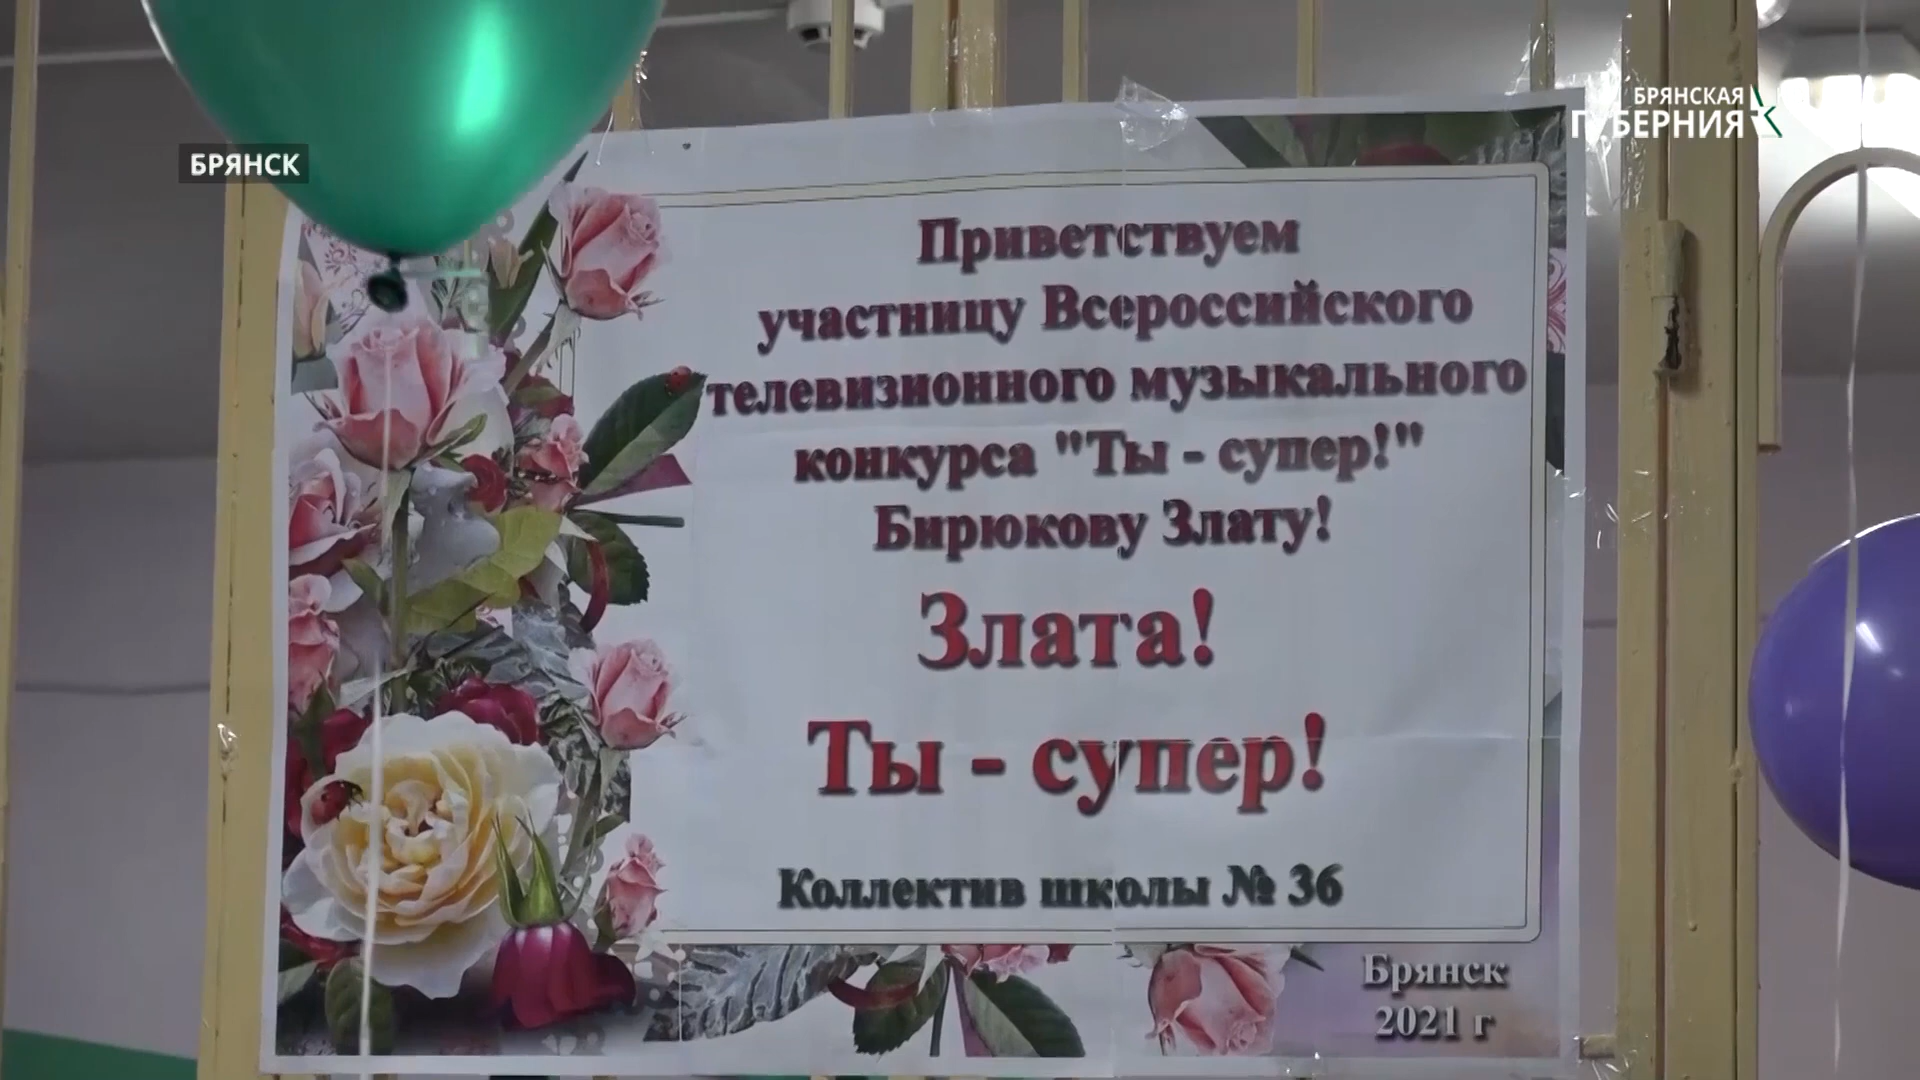 БРЯНСКАЯ
ГУБЕРНИЯ
БРЯНСК
Приветствуем
участницу Всероссийского
телевизионного музыкального
конкурса "Ты - супер!"
Бирюкову Злату!
Злата!
Ты - супер!
Коллектив школы № 36
Брянск
2021 г